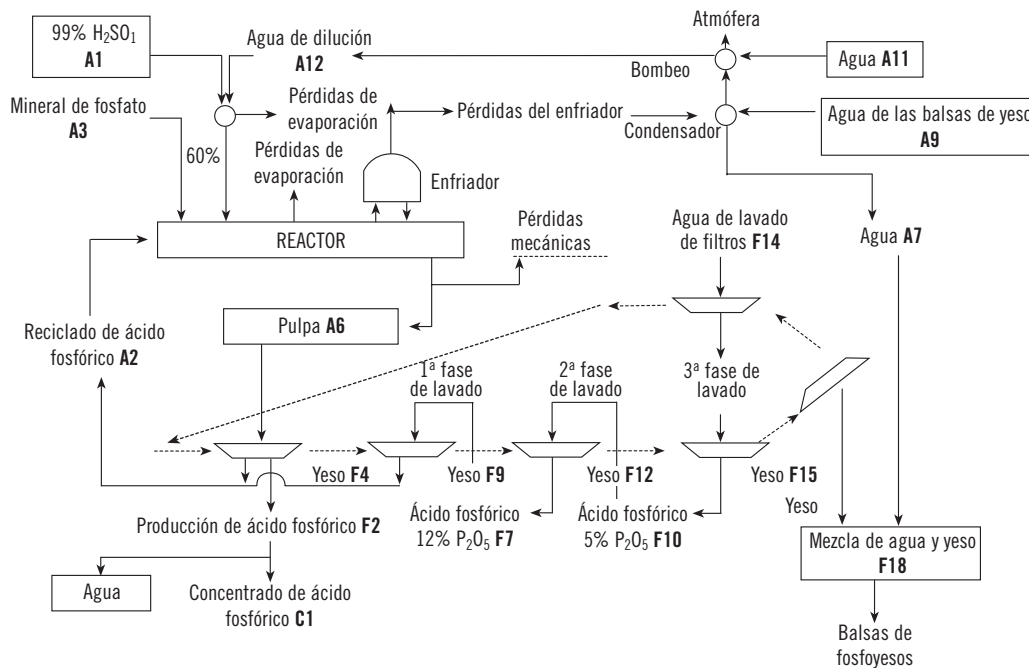 99% H₂SO₁
A1
Agua de dilución
A12
Atmófera
Bombeo
Agua A11
Mineral de fosfato
A3
60%
Pérdidas de
evaporación
Pérdidas de
evaporación
Pérdidas del enfriador
Condensador
Agua de las balsas de yeso
A9
Enfriador
REACTOR
Pérdidas
mecánicas
Agua de lavado
de filtros F14
Agua A7
Reciclado de ácido
fosfórico A2
Pulpa A6
1ª fase
de lavado
2ª fase
de lavado
3ª fase de
lavado
Yeso F4
Yeso F9
Yeso F12
Yeso F15
Yeso
Producción de ácido fosfórico F2
Ácido fosfórico
12% P₂O₅ F7
Ácido fosfórico
5% P₂O₅ F10
Mezcla de agua y yeso
F18
Agua
Concentrado de ácido
fosfórico C1
Balsas de
fosfoyesos